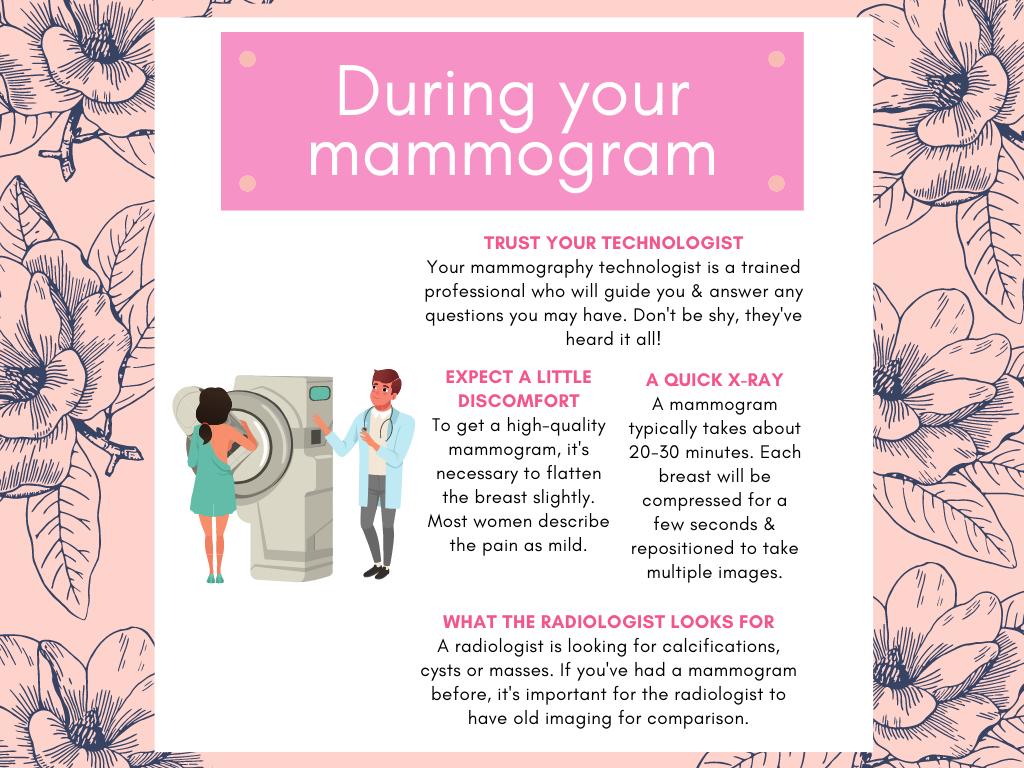 During your
mammogram
TRUST YOUR TECHNOLOGIST
Your mammography technologist is a trained
professional who will guide you & answer any
questions you may have. Don't be shy, they've
heard it all!
EXPECT A LITTLE
DISCOMFORT
To get a high-quality
mammogram, it's
necessary to flatten
the breast slightly.
Most women describe
the pain as mild.
A QUICK X-RAY
A mammogram
typically takes about
20-30 minutes. Each
breast will be
compressed for a
few seconds &
repositioned to take
multiple images.
WHAT THE RADIOLOGIST LOOKS FOR
A radiologist is looking for calcifications,
cysts or masses. If you've had a mammogram
before, it's important for the radiologist to
have old imaging for comparison.